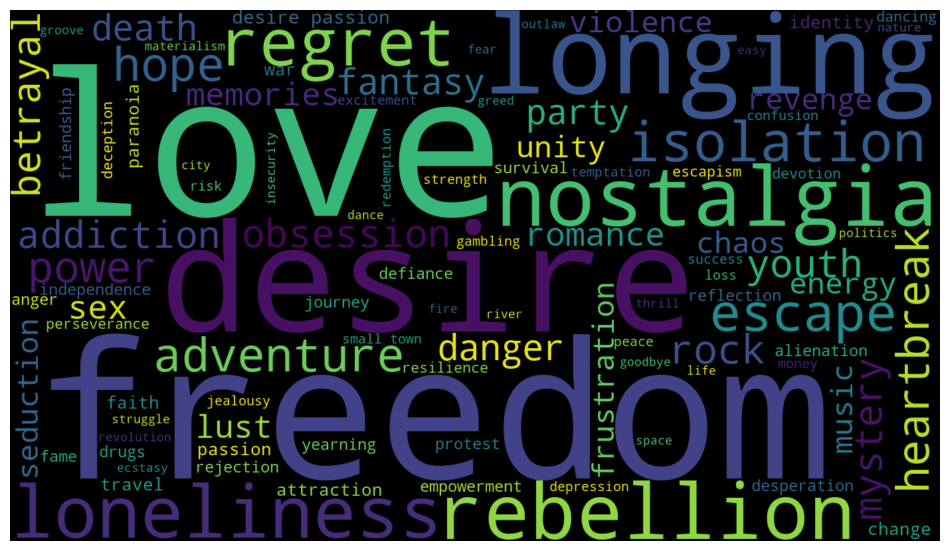 groove
death
desire passion
regret
longing
outlaw
violence
mystery
identity
dancing
nature
materialism
hope
fear
easy
betrayal
love
war
fantasy
memories
excitement
greed
party
revenge
confusion
friendship
deception
paranoia
unity
isolation
city
risk
insecurity
redemption
strength
survival
temptation
escapism
devotion
nostalgia
dance
addiction
obsession
gambling
romance
chaos
politics
power
desire
defiance
success
loss
youth
energy
heartbreak
independence
anger
sex
journey
fire
river
thrill
reflection
escape
perseverance
small town
danger
frustration
peace
rock
alienation
seduction
adventure
resilience
goodbye
life
money
freedom
music
mystery
faith
jealousy
struggle
lust
revolution
passion
yearning
protest
space
fame
drugs
ecstasy
rejection
travel
attraction
empowerment
depression
desperation
loneliness
rebellion
change